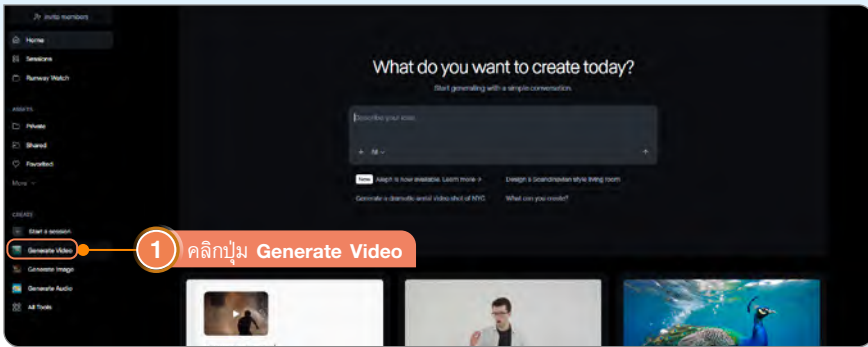 Invite members
Home
Sessions
Runway Watch
ASSETS
Private
Shared
Favorited
More
CREATE
Start a session
Generate Video
Generate Image
Generate Audio
All Tools
What do you want to create today?
Start generating with a simple conversation.
Describe your idea...
All
New Aleph is now available. Learn more →
Design a Scandinavian style living room
Generate a dramatic aerial video shot of NYC
What can you create?
1 คลิกปุ่ม Generate Video